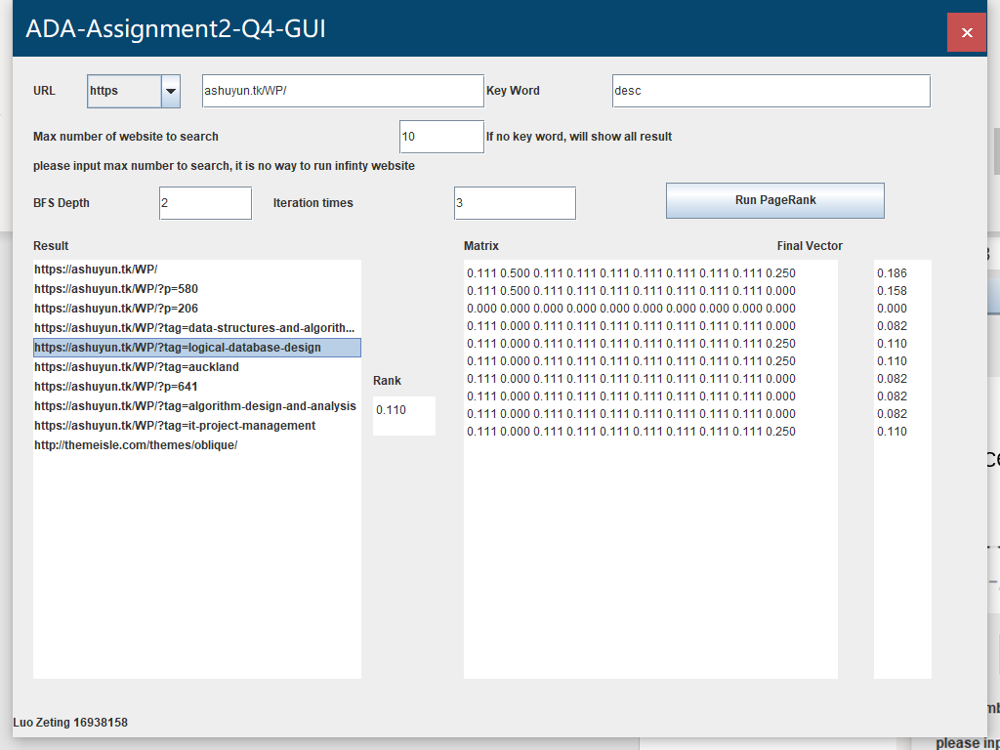 ADA-Assignment2-Q4-GUI
URL https ashuyun.tk/WP/ Key Word desc
Max number of website to search 10 If no key word, will show all result
please input max number to search, it is no way to run infinty website
BFS Depth 2 Iteration times 3 Run PageRank
Result Matrix Final Vector
https://ashuyun.tk/WP/
https://ashuyun.tk/WP/?p=580
https://ashuyun.tk/WP/?p=206
https://ashuyun.tk/WP/?tag=data-structures-and-algorith...
https://ashuyun.tk/WP/?tag=logical-database-design
https://ashuyun.tk/WP/?tag=auckland
https://ashuyun.tk/WP/?p=641
https://ashuyun.tk/WP/?tag=algorithm-design-and-analysis
https://ashuyun.tk/WP/?tag=it-project-management
http://themeisle.com/themes/oblique/
Rank
0.110
0.111 0.500 0.111 0.111 0.111 0.111 0.111 0.111 0.111 0.250
0.111 0.500 0.111 0.111 0.111 0.111 0.111 0.111 0.111 0.000
0.000 0.000 0.000 0.000 0.000 0.000 0.000 0.000 0.000 0.000
0.111 0.000 0.111 0.111 0.111 0.111 0.111 0.111 0.111 0.000
0.111 0.000 0.111 0.111 0.111 0.111 0.111 0.111 0.111 0.250
0.111 0.000 0.111 0.111 0.111 0.111 0.111 0.111 0.111 0.250
0.111 0.000 0.111 0.111 0.111 0.111 0.111 0.111 0.111 0.000
0.111 0.000 0.111 0.111 0.111 0.111 0.111 0.111 0.111 0.000
0.111 0.000 0.111 0.111 0.111 0.111 0.111 0.111 0.111 0.000
0.111 0.000 0.111 0.111 0.111 0.111 0.111 0.111 0.111 0.250
0.186
0.158
0.000
0.082
0.110
0.110
0.082
0.082
0.082
0.110
Luo Zeting 16938158
please inp